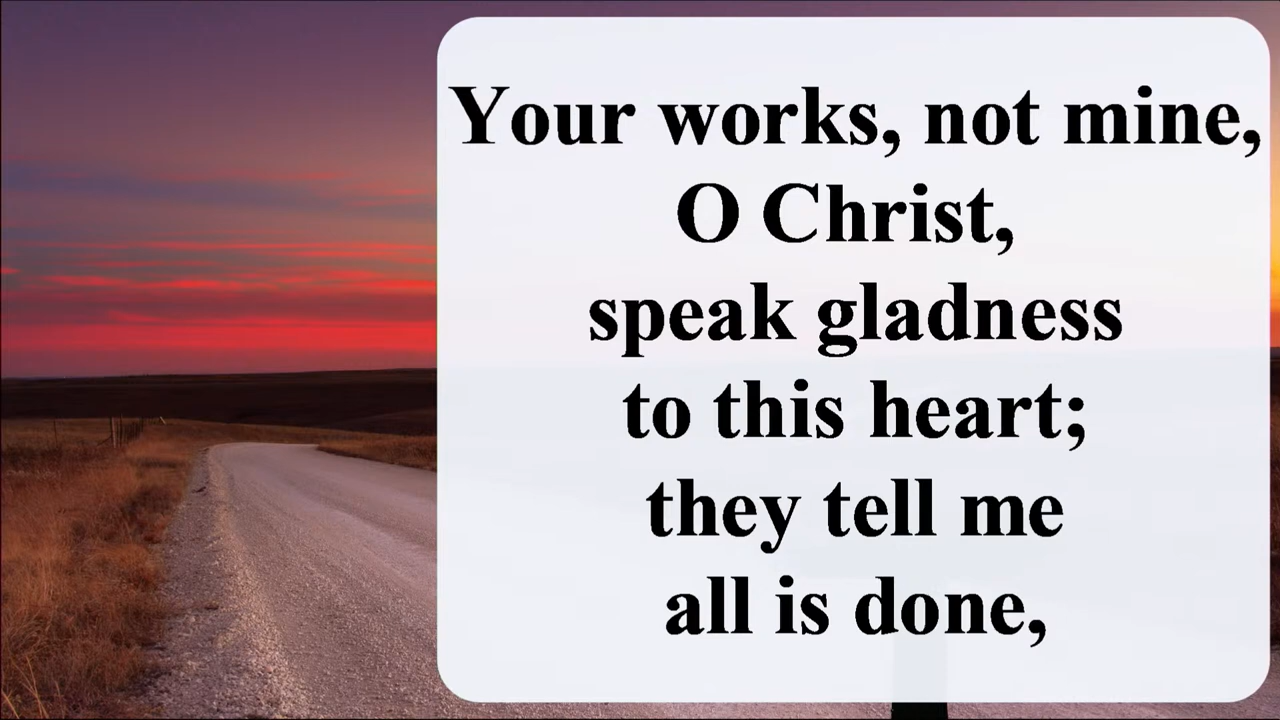 Your works, not mine,
O Christ,
speak gladness
to this heart;
they tell me
all is done,